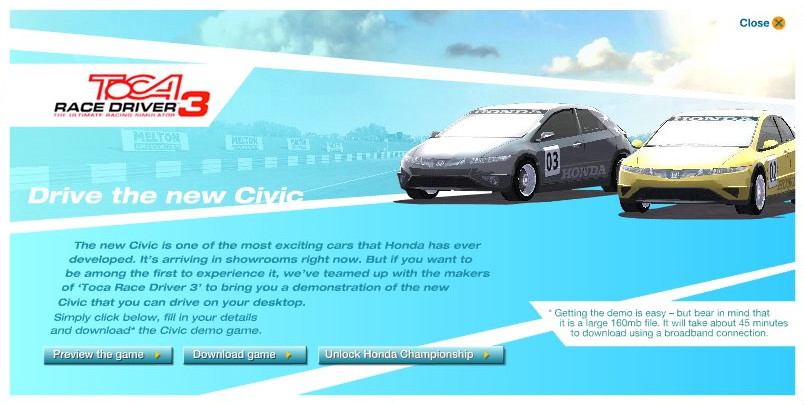 Close
TOCA
RACE DRIVER 3
THE ULTIMATE RACING SIMULATOR
MELTON
HONDA
HONDA
03
HONDA
Drive the new Civic
The new Civic is one of the most exciting cars that Honda has ever
developed. It's arriving in showrooms right now. But if you want to
be among the first to experience it, we've teamed up with the makers
of 'Toca Race Driver 3' to bring you a demonstration of the new
Civic that you can drive on your desktop.
Simply click below, fill in your details
and download* the Civic demo game.
* Getting the demo is easy – but bear in mind that
it is a large 160mb file. It will take about 45 minutes
to download using a broadband connection.
Preview the game
Download game
Unlock Honda Championship